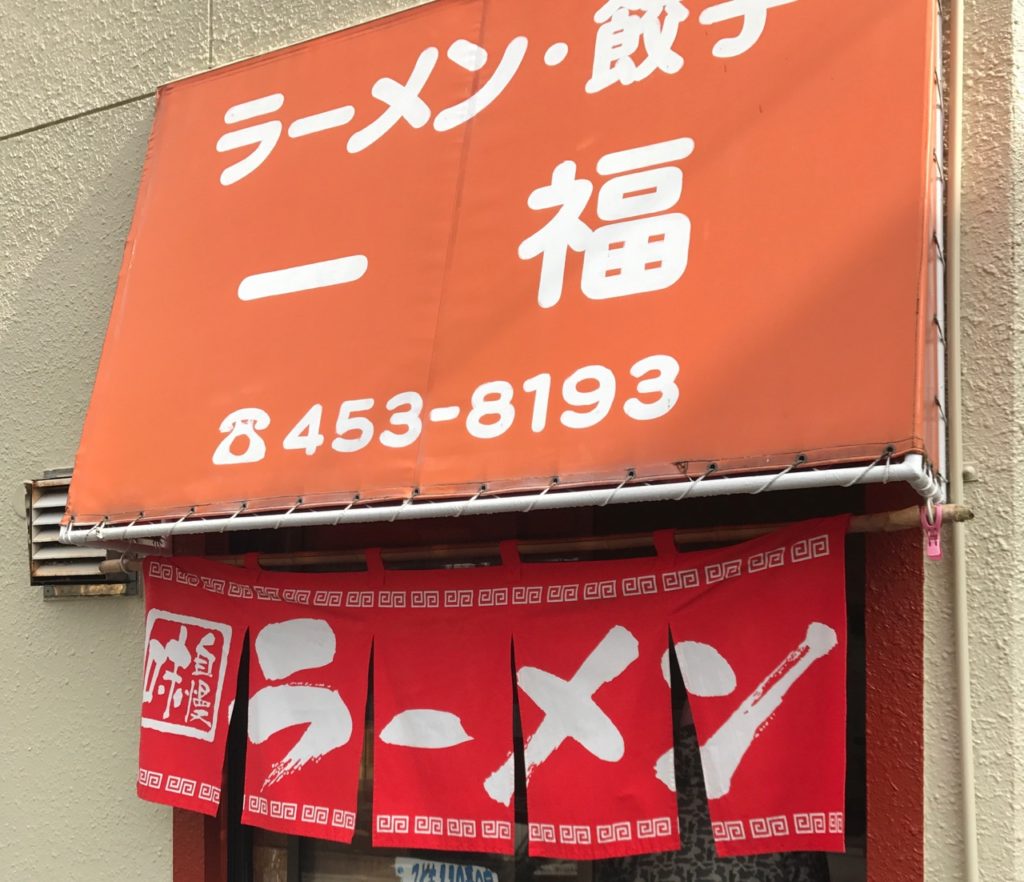 ラーメン・餃子
一福
☎453-8193
味自慢
ラーメン